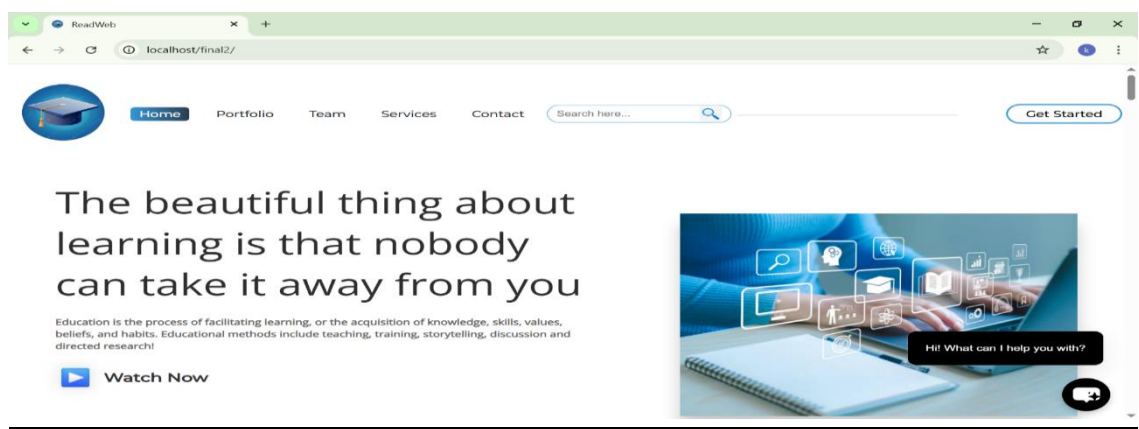 ReadWeb
localhost/final2/
k
Home Portfolio Team Services Contact Search here... Get Started
The beautiful thing about
learning is that nobody
can take it away from you
Education is the process of facilitating learning, or the acquisition of knowledge, skills, values,
beliefs, and habits. Educational methods include teaching, training, storytelling, discussion and
directed research!
Watch Now
Hi! What can I help you with?